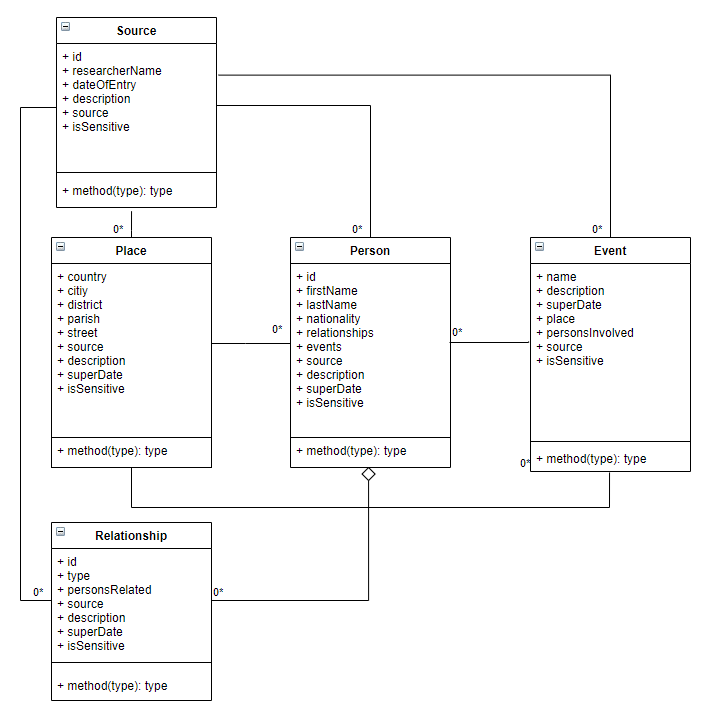 Source
+ id
+ researcherName
+ dateOfEntry
+ description
+ source
+ isSensitive
+ method(type): type
0*
0*
0*
Place
+ country
+ citiy
+ district
+ parish
+ street
+ source
+ description
+ superDate
+ isSensitive
+ method(type): type
0*
Person
+ id
+ firstName
+ lastName
+ nationality
+ relationships
+ events
+ source
+ description
+ superDate
+ isSensitive
+ method(type): type
0*
Event
+ name
+ description
+ superDate
+ place
+ personsInvolved
+ source
+ isSensitive
+ method(type): type
0*
Relationship
+ id
+ type
+ personsRelated
+ source
+ description
+ superDate
+ isSensitive
+ method(type): type
0*
0*